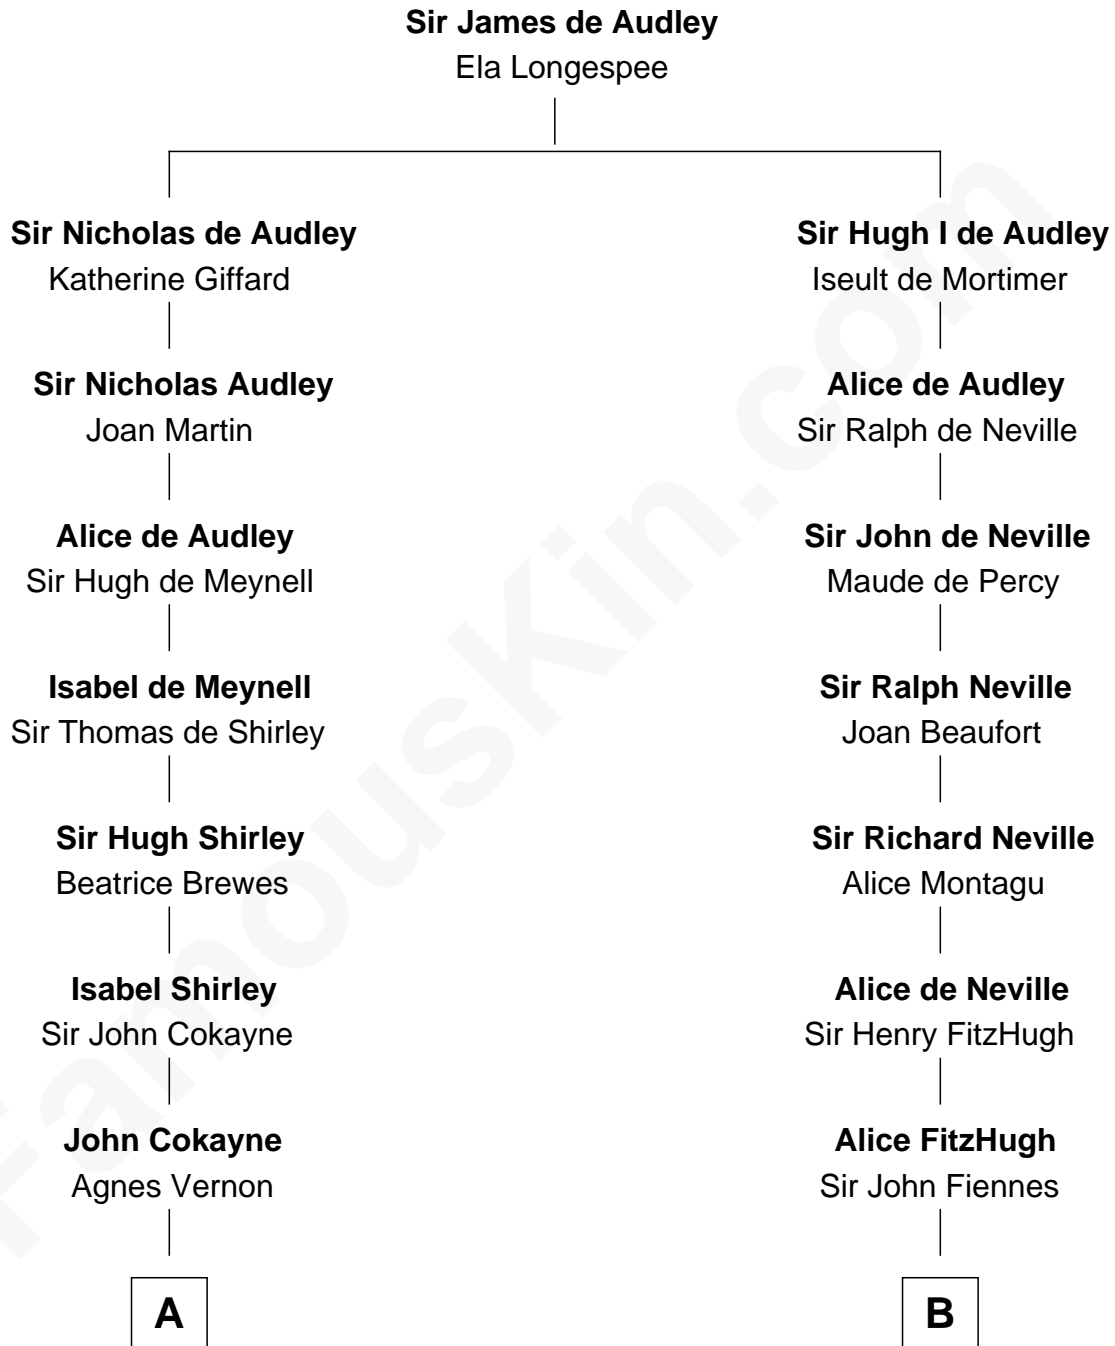 Sir James de Audley
Ela Longespee
Sir Nicholas de Audley
Katherine Giffard
Sir Nicholas Audley
Joan Martin
Alice de Audley
Sir Hugh de Meynell
Isabel de Meynell
Sir Thomas de Shirley
Sir Hugh Shirley
Beatrice Brewes
Isabel Shirley
Sir John Cokayne
John Cokayne
Agnes Vernon
A
Sir Hugh I de Audley
Iseult de Mortimer
Alice de Audley
Sir Ralph de Neville
Sir John de Neville
Maude de Percy
Sir Ralph Neville
Joan Beaufort
Sir Richard Neville
Alice Montagu
Alice de Neville
Sir Henry FitzHugh
Alice FitzHugh
Sir John Fiennes
B
FamousKin.com